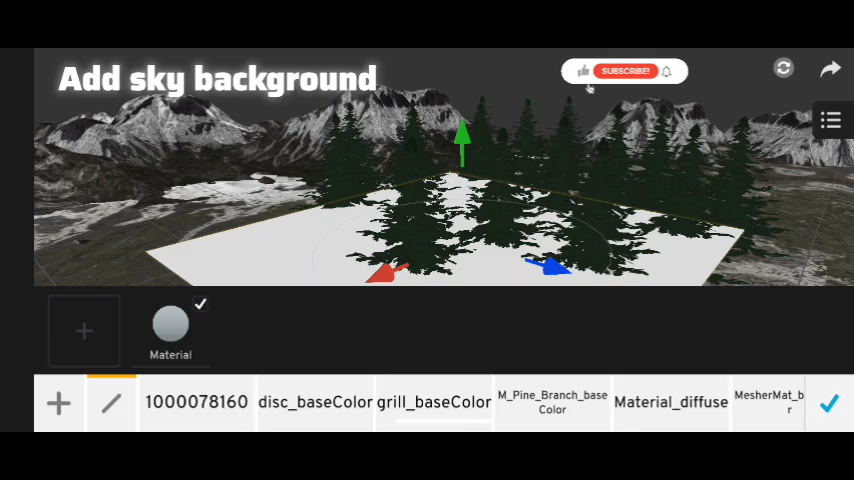 Add sky background
SUBSCRIBE!
Material
1000078160
disc_baseColor
grill_baseColor
M_Pine_Branch_base
Color
Material_diffuse
MesherMat_b
r